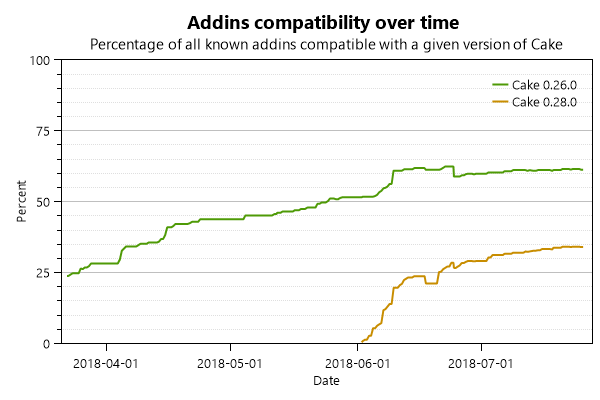 Addins compatibility over time
Percentage of all known addins compatible with a given version of Cake
100
75
50
25
0
Percent
Cake 0.26.0
Cake 0.28.0
2018-04-01
2018-05-01
2018-06-01
2018-07-01
Date